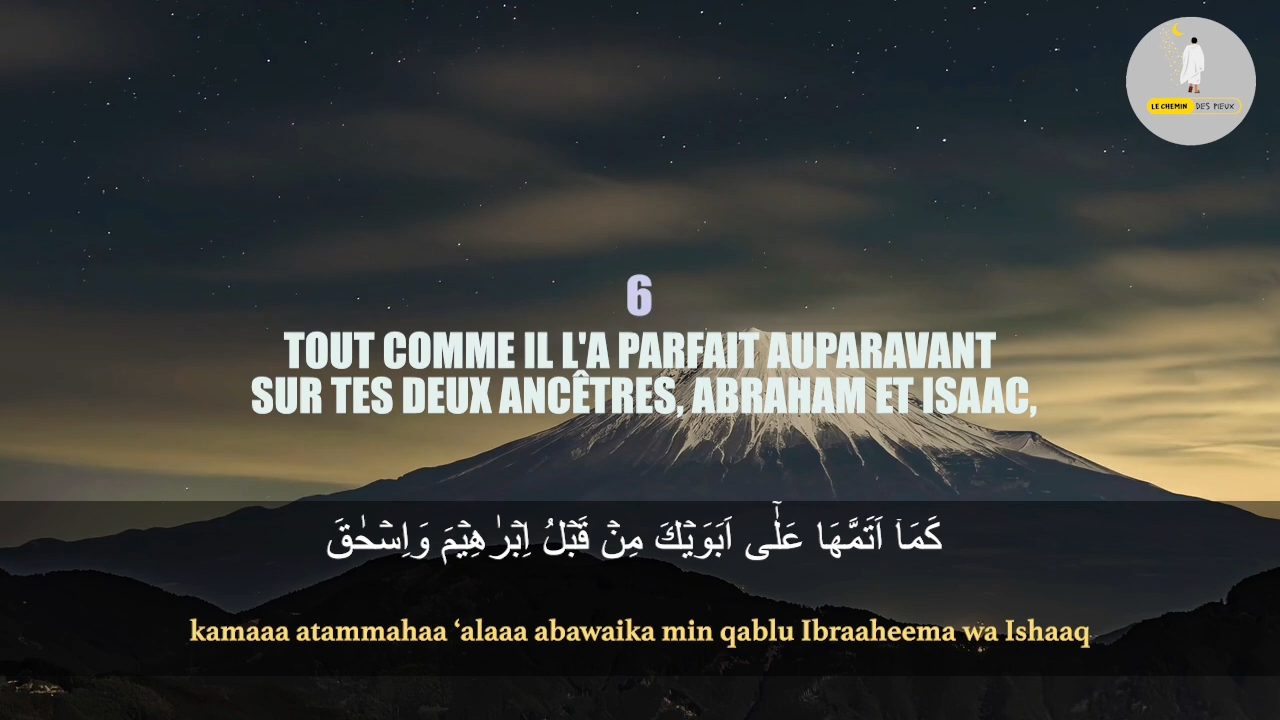 LE CHEMIN DES PIEUX
6
TOUT COMME IL L'A PARFAIT AUPARAVANT
SUR TES DEUX ANCÊTRES, ABRAHAM ET ISAAC,
كَمَاۤ اَتَمَّهَا عَلٰٓى اَبَوَيۡكَ مِنۡ قَبۡلُ اِبۡرٰهِيۡمَ وَاِسۡحٰقَ
kamaaa atammahaa ‘alaaa abawaika min qablu Ibraaheema wa Ishaaq